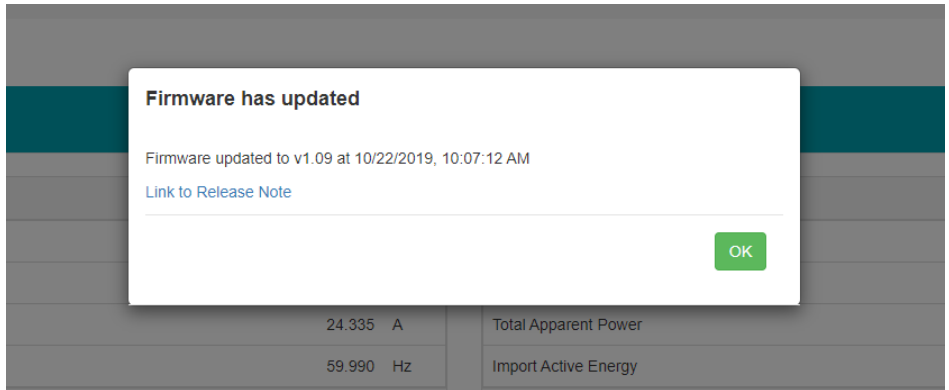 Firmware has updated
Firmware updated to v1.09 at 10/22/2019, 10:07:12 AM
Link to Release Note
OK
24.335 A
Total Apparent Power
59.990 Hz
Import Active Energy